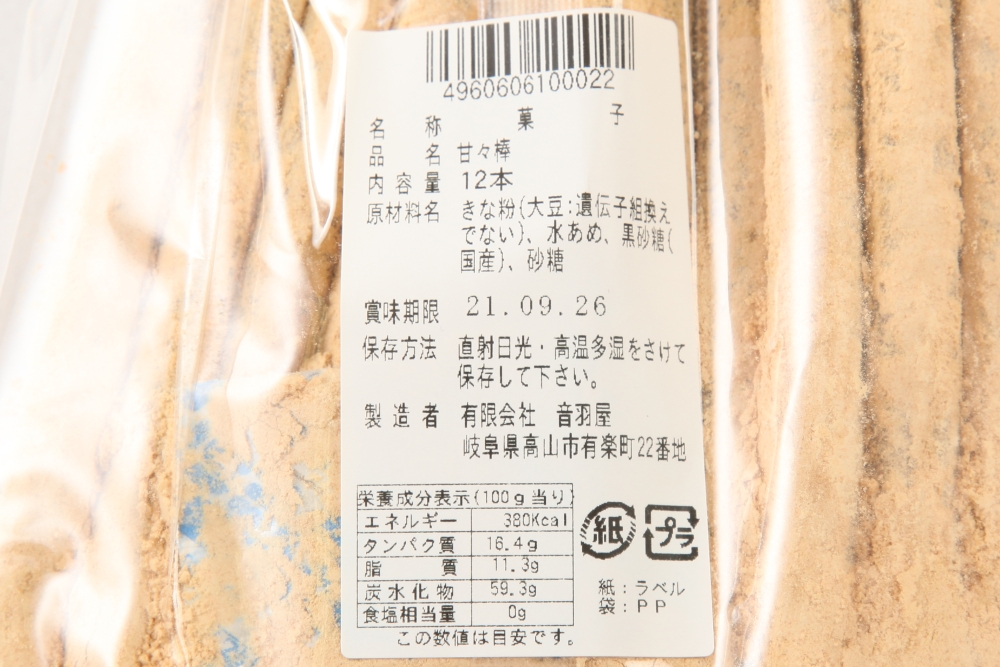 4960606100022
名称 菓子
品名 甘々棒
内容量 12本
原材料名 きな粉(大豆:遺伝子組換え
でない)、水あめ、黒砂糖(
国産)、砂糖
賞味期限 21.09.26
保存方法 直射日光・高温多湿をさけて
保存して下さい。
製造者 有限会社 音羽屋
岐阜県高山市有楽町22番地
栄養成分表示(100g当り)
エネルギー 380Kcal
タンパク質 16.4g
脂質 11.3g
炭水化物 59.3g
食塩相当量 0g
この数値は目安です。
紙 プラ
紙:ラベル
袋:PP